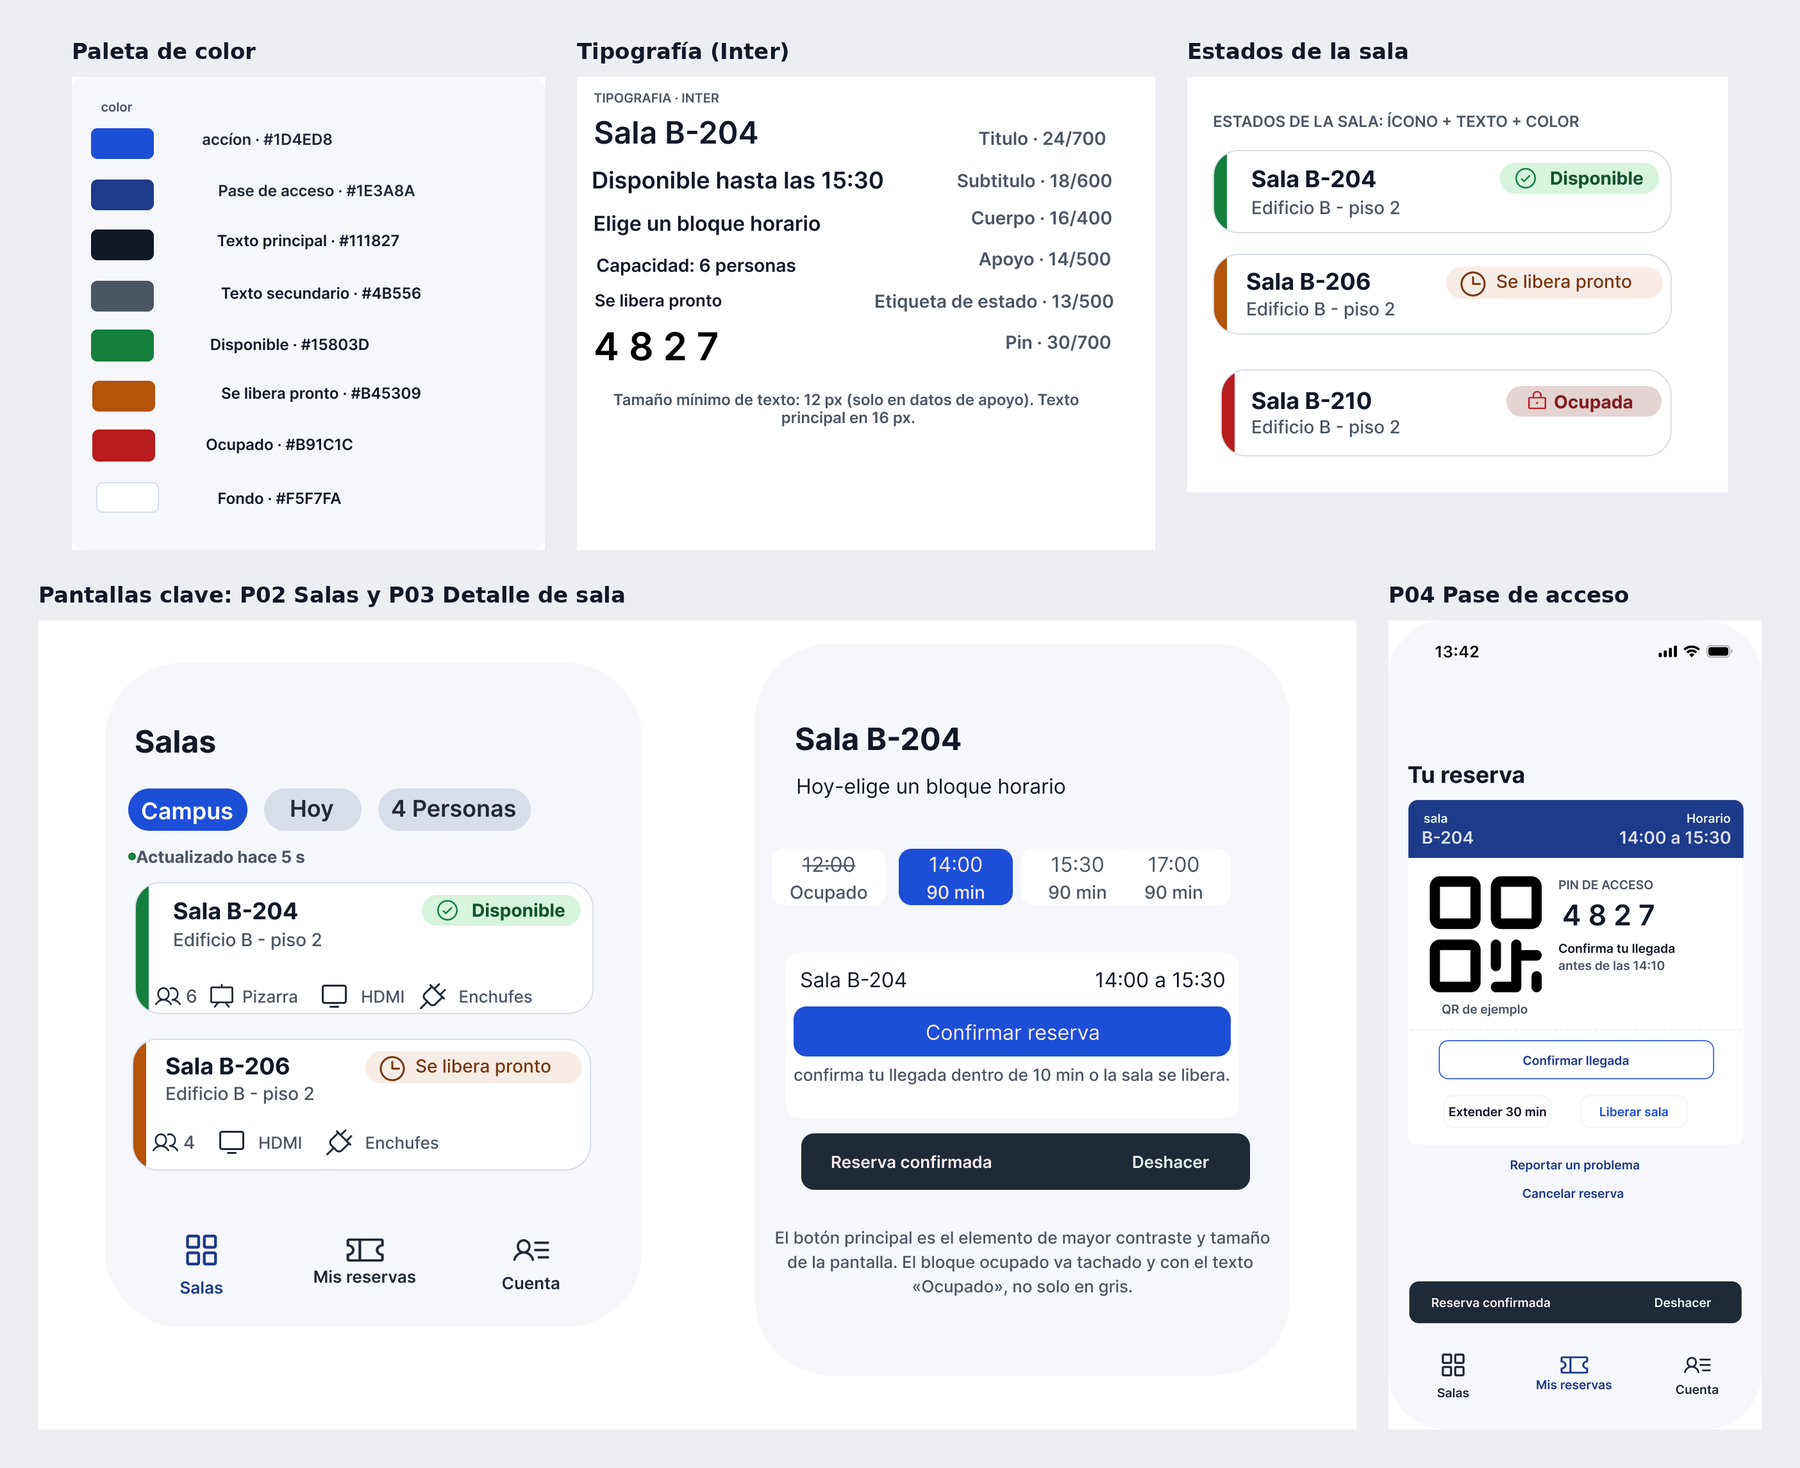 Paleta de color
color
accíon · #1D4ED8
Pase de acceso · #1E3A8A
Texto principal · #111827
Texto secundario · #4B556
Disponible · #15803D
Se libera pronto · #B45309
Ocupado · #B91C1C
Fondo · #F5F7FA
Tipografía (Inter)
TIPOGRAFIA · INTER
Sala B-204 Titulo · 24/700
Disponible hasta las 15:30 Subtitulo · 18/600
Elige un bloque horario Cuerpo · 16/400
Capacidad: 6 personas Apoyo · 14/500
Se libera pronto Etiqueta de estado · 13/500
4 8 2 7 Pin · 30/700
Tamaño mínimo de texto: 12 px (solo en datos de apoyo). Texto
principal en 16 px.
Estados de la sala
ESTADOS DE LA SALA: ÍCONO + TEXTO + COLOR
Sala B-204 Disponible
Edificio B - piso 2
Sala B-206 Se libera pronto
Edificio B - piso 2
Sala B-210 Ocupada
Edificio B - piso 2
Pantallas clave: P02 Salas y P03 Detalle de sala
Salas
Campus Hoy 4 Personas
Actualizado hace 5 s
Sala B-204 Disponible
Edificio B - piso 2
6 Pizarra HDMI Enchufes
Sala B-206 Se libera pronto
Edificio B - piso 2
4 HDMI Enchufes
Salas Mis reservas Cuenta
Sala B-204
Hoy-elige un bloque horario
12:00 14:00 15:30 17:00
Ocupado 90 min 90 min 90 min
Sala B-204 14:00 a 15:30
Confirmar reserva
confirma tu llegada dentro de 10 min o la sala se libera.
Reserva confirmada Deshacer
El botón principal es el elemento de mayor contraste y tamaño
de la pantalla. El bloque ocupado va tachado y con el texto
«Ocupado», no solo en gris.
P04 Pase de acceso
13:42
Tu reserva
sala Horario
B-204 14:00 a 15:30
PIN DE ACCESO
4 8 2 7
Confirma tu llegada
antes de las 14:10
QR de ejemplo
Confirmar llegada
Extender 30 min Liberar sala
Reportar un problema
Cancelar reserva
Reserva confirmada Deshacer
Salas Mis reservas Cuenta